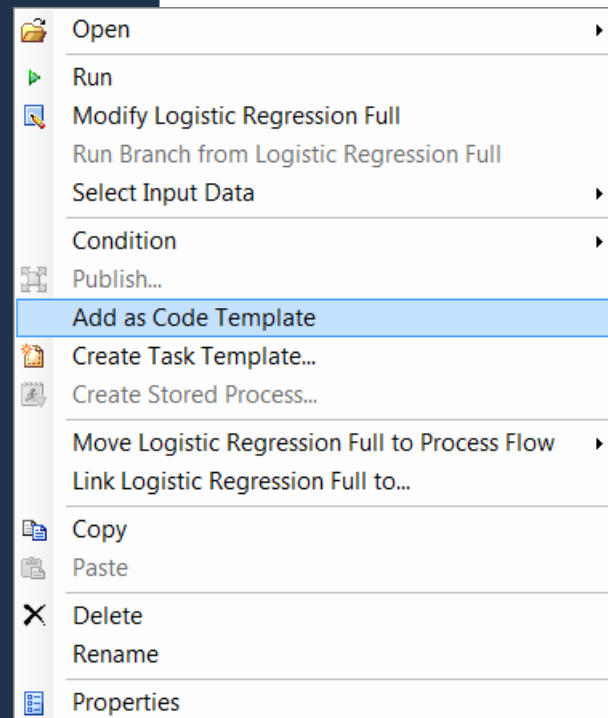 Open
Run
Modify Logistic Regression Full
Run Branch from Logistic Regression Full
Select Input Data
Condition
Publish...
Add as Code Template
Create Task Template...
Create Stored Process...
Move Logistic Regression Full to Process Flow
Link Logistic Regression Full to...
Copy
Paste
Delete
Rename
Properties